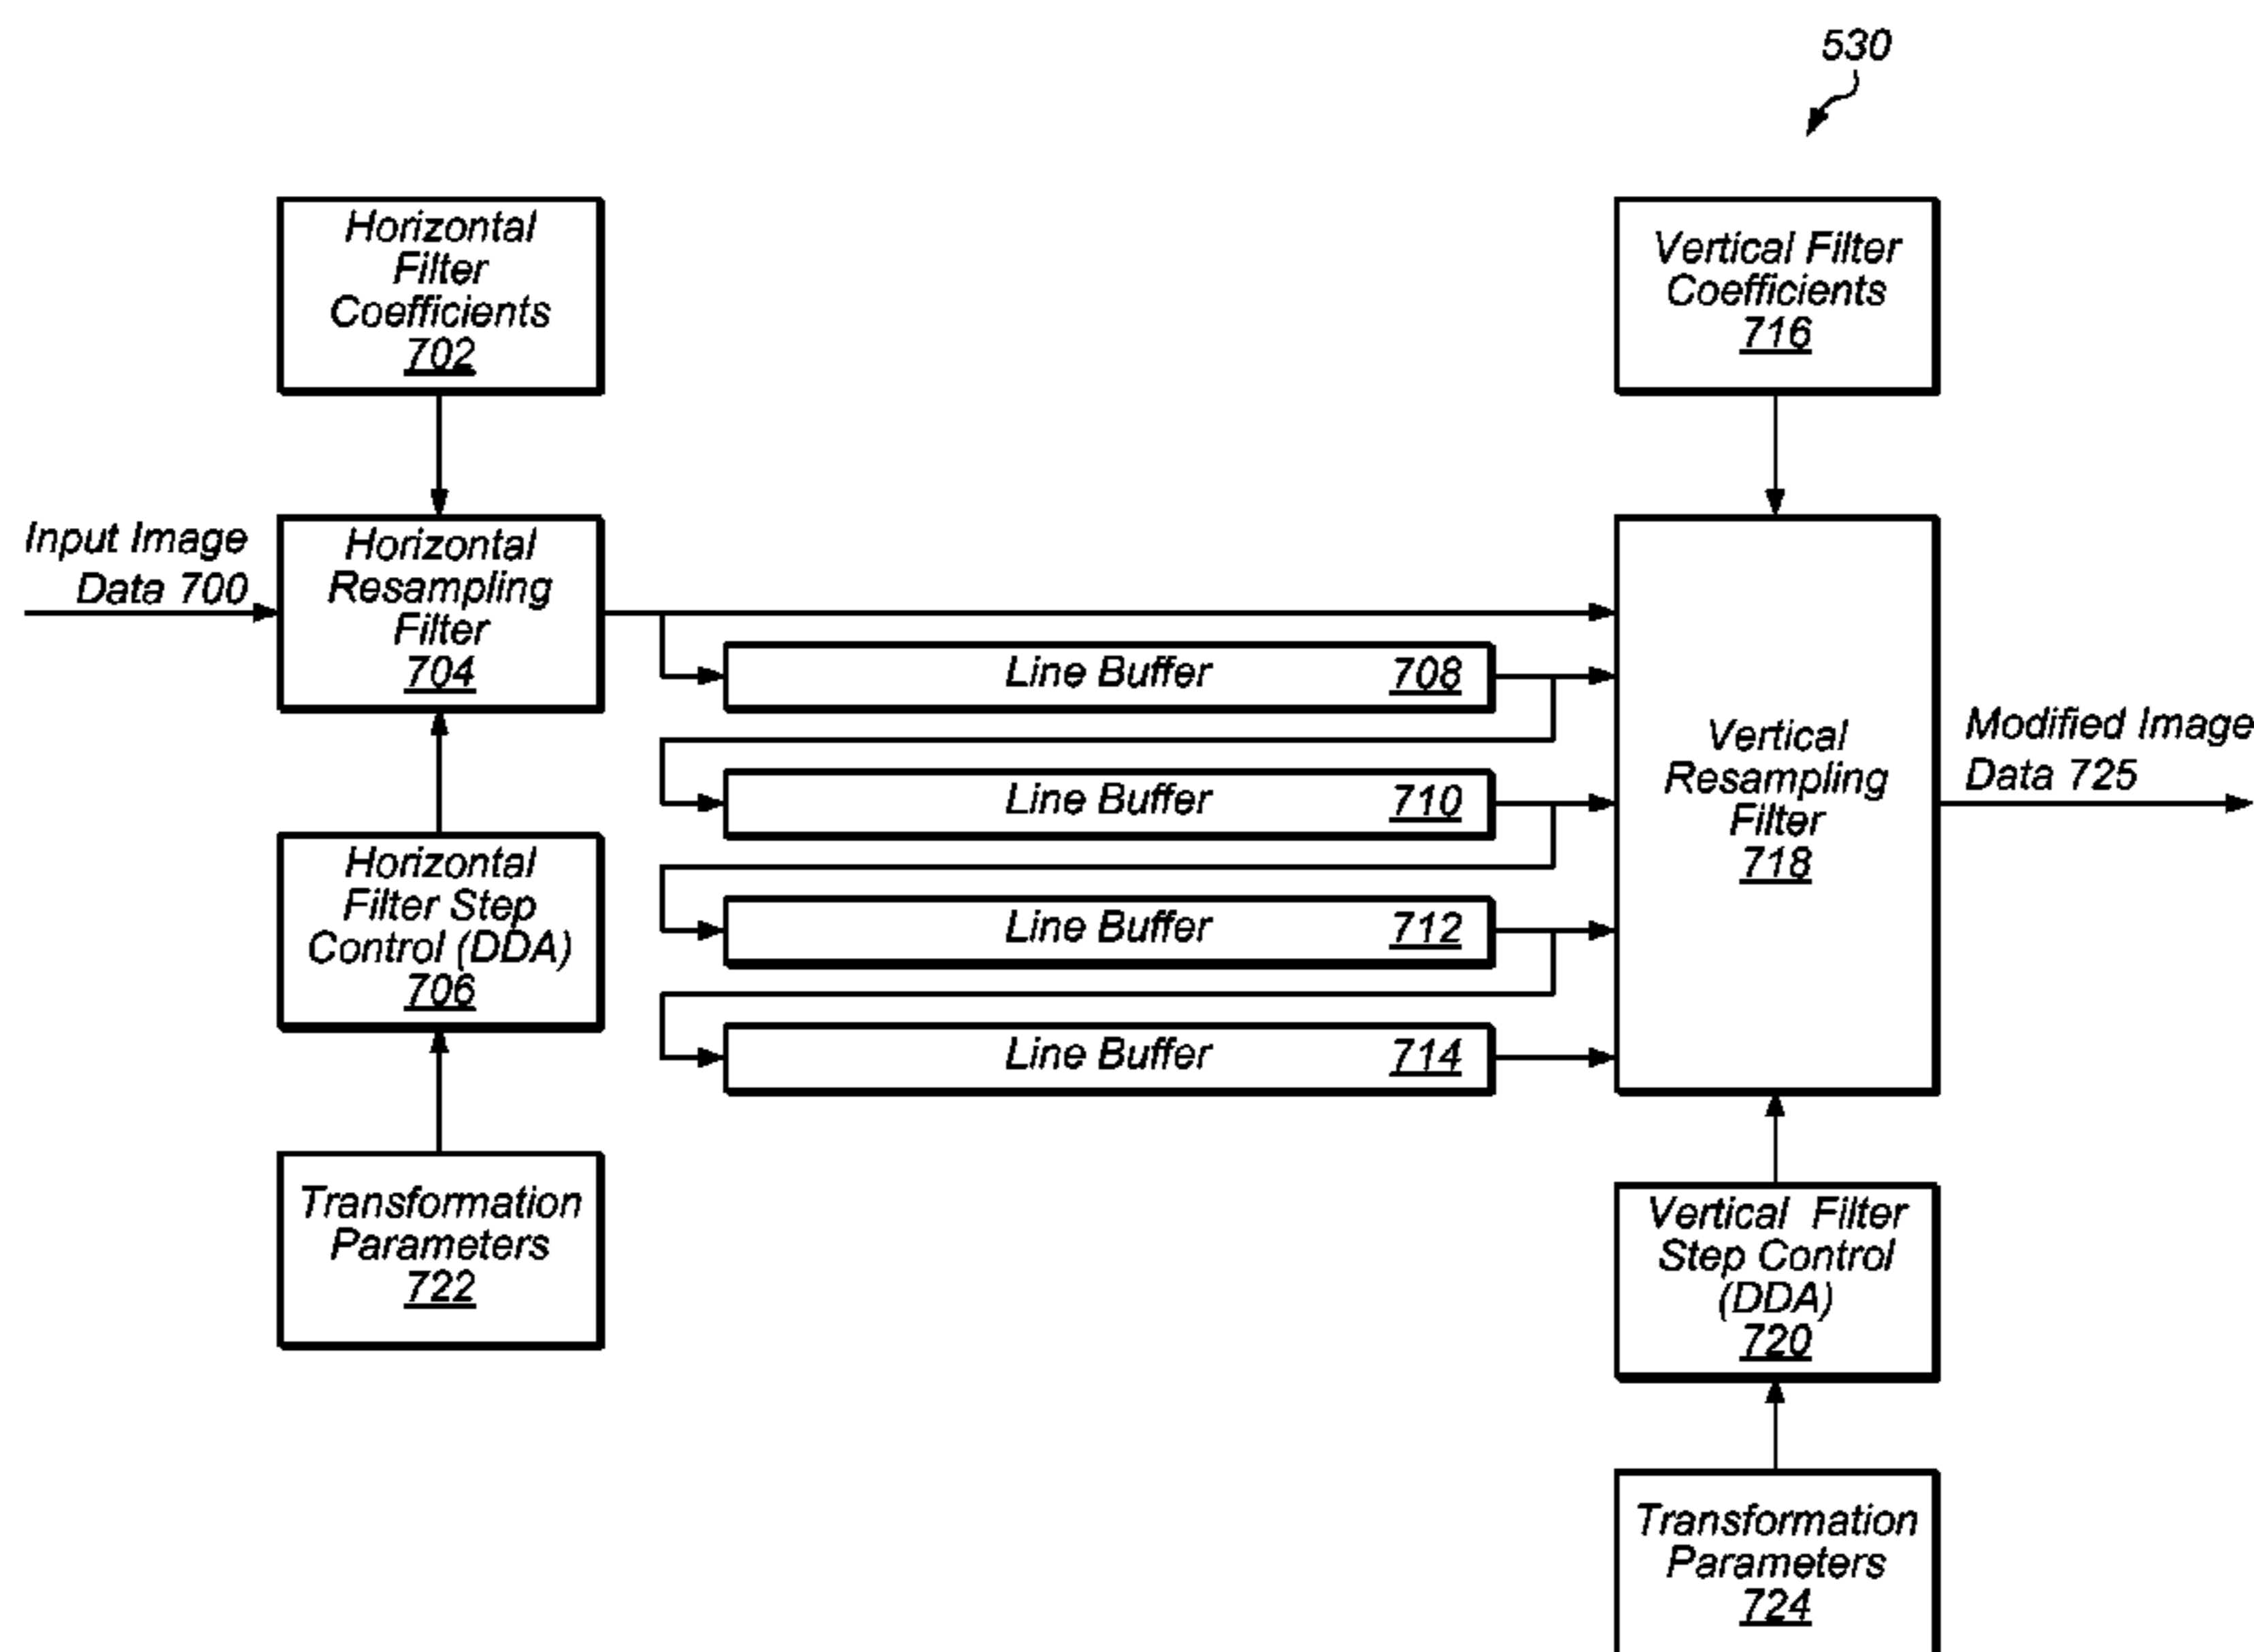 530
Horizontal
Filter
Coefficients
702
Vertical Filter
Coefficients
716
Input Image
Data 700
Horizontal
Resampling
Filter
704
Line Buffer 708
Line Buffer 710
Line Buffer 712
Line Buffer 714
Vertical
Resampling
Filter
718
Modified Image
Data 725
Horizontal
Filter Step
Control (DDA)
706
Transformation
Parameters
722
Vertical Filter
Step Control
(DDA)
720
Transformation
Parameters
724